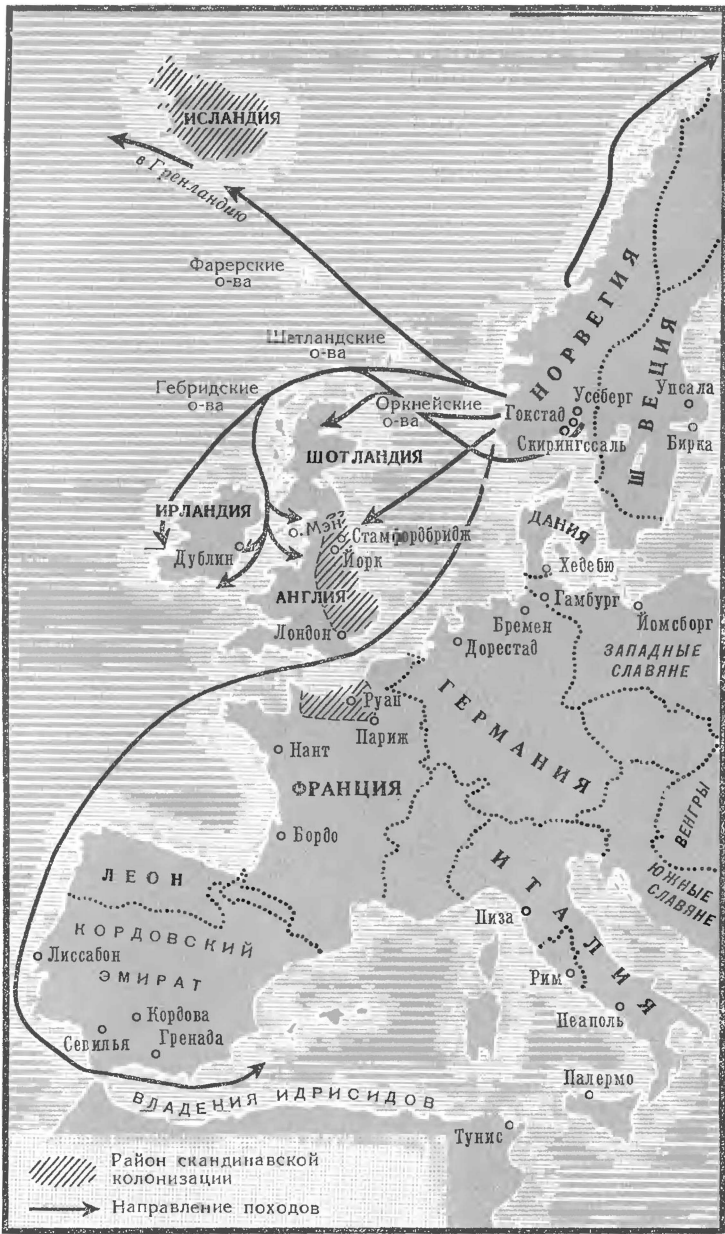 ИСЛАНДИЯ
в Гренландию
Фарерские
о-ва
Шетландские
о-ва
Гебридские
о-ва
Оркнейские
о-ва
НОРВЕГИЯ
ШВЕЦИЯ
Усеберг
Гокстад
Скирингссаль
Упсала
Бирка
ШОТЛАНДИЯ
ИРЛАНДИЯ
о. Мэн
Стамфордбридж
Йорк
Дублин
АНГЛИЯ
Лондон
ДАНИЯ
Хедебю
Гамбург
Бремен
Йомсборг
Дорестад
ЗАПАДНЫЕ
СЛАВЯНЕ
ГЕРМАНИЯ
Руан
Париж
Нант
ФРАНЦИЯ
ВЕНГРЫ
Бордо
ЮЖНЫЕ
СЛАВЯНЕ
ЛЕОН
ИТАЛИЯ
Пиза
КОРДОВСКИЙ
ЭМИРАТ
Лиссабон
Рим
Неаполь
Кордова
Севилья
Гренада
Палермо
ВЛАДЕНИЯ ИДРИСИДОВ
Тунис
Район скандинавской
колонизации
Направление походов